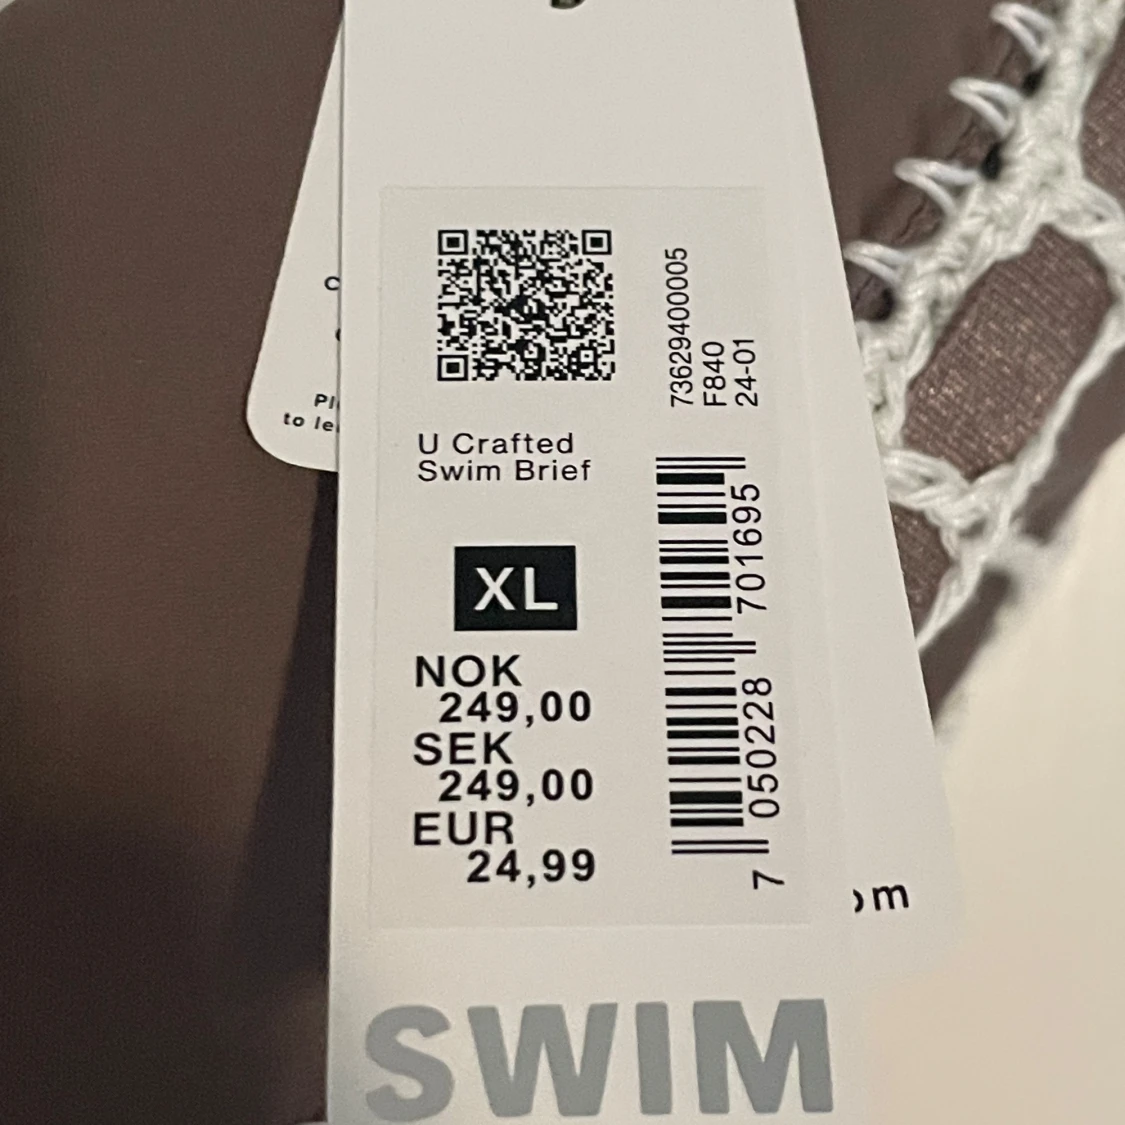 73629400005
F840
24-01
U Crafted
Swim Brief
XL
NOK
249,00
SEK
249,00
EUR
24,99
7 050228 701695
to
SWIM